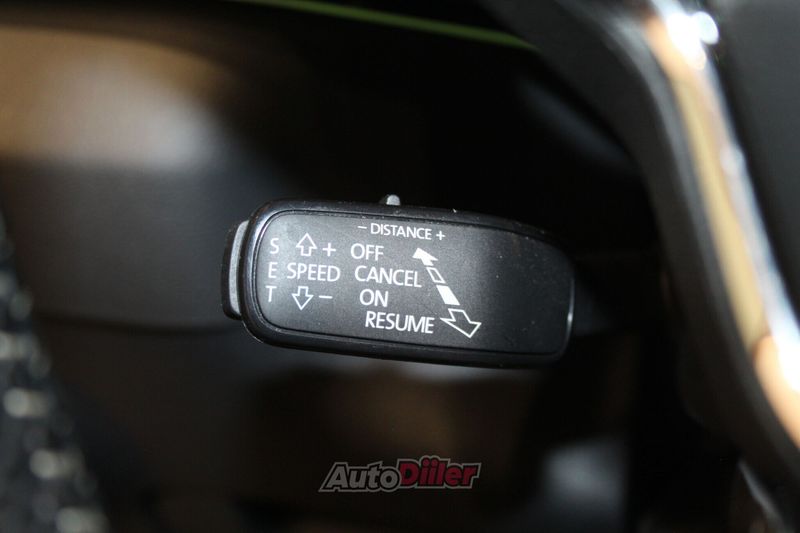 - DISTANCE +
S + OFF
E SPEED CANCEL
T - ON
RESUME
AutoDiiler